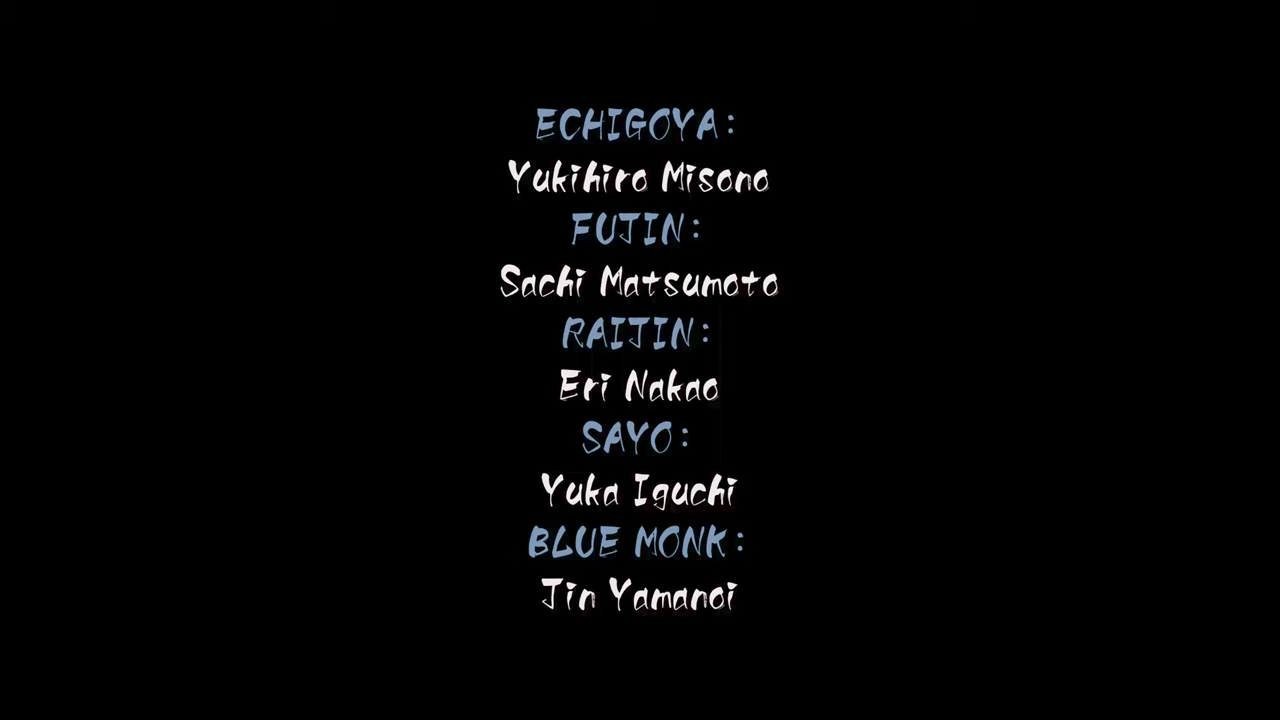 ECHIGOYA:
Yukihiro Misono
FUJIN:
Sachi Matsumoto
RAIJIN:
Eri Nakao
SAYO:
Yuka Iguchi
BLUE MONK:
Jin Yamanoi